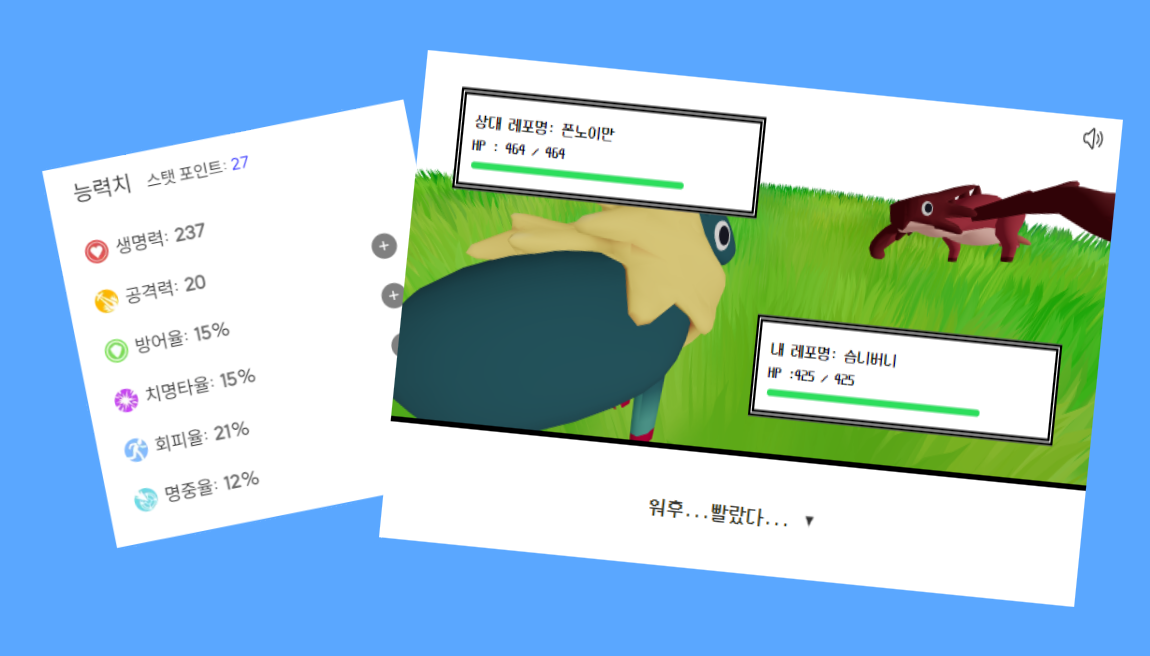 능력치 스탯 포인트: 27
생명력: 237
공격력: 20
방어율: 15%
치명타율: 15%
회피율: 21%
명중율: 12%
상대 레포명: 폰노이만
HP : 464 / 464
내 레포명: 슴니버니
HP :425 / 425
워후...빨랐다... ▼